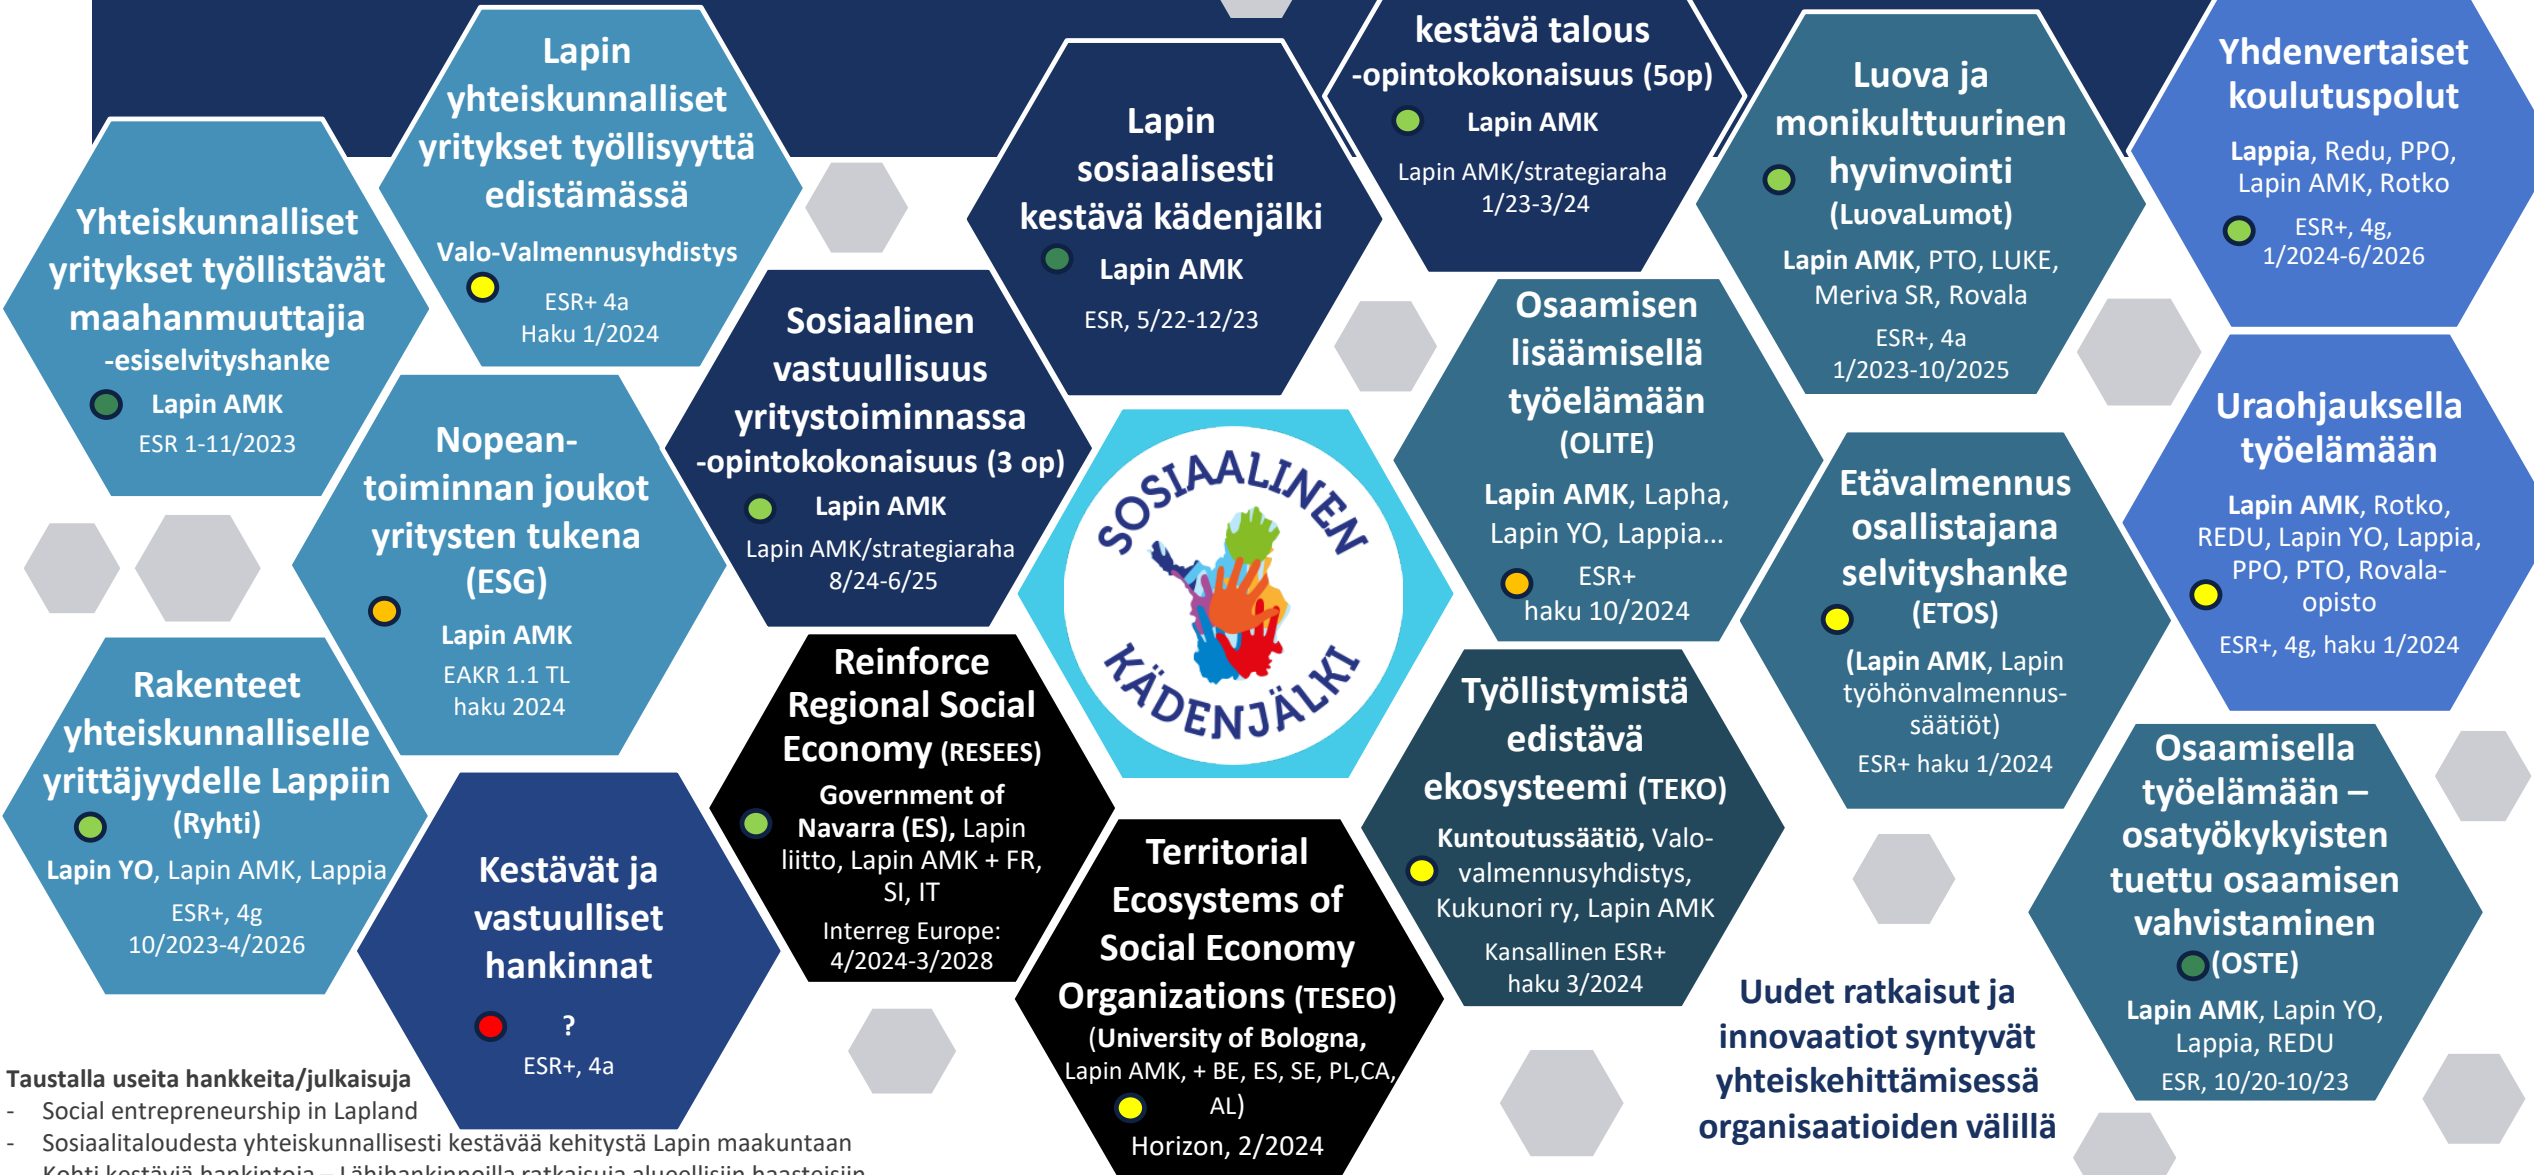 Yhteiskunnalliset
yritykset työllistävät
maahanmuuttajia
-esiselvityshanke
Lapin AMK
ESR 1-11/2023
Lapin
yhteiskunnalliset
yritykset työllisyyttä
edistämässä
Valo-Valmennusyhdistys
ESR+ 4a
Haku 1/2024
Nopean-
toiminnan joukot
yritysten tukena
(ESG)
Lapin AMK
EAKR 1.1 TL
haku 2024
Rakenteet
yhteiskunnalliselle
yrittäjyydelle Lappiin
(Ryhti)
Lapin YO, Lapin AMK, Lappia
ESR+, 4g
10/2023-4/2026
Kestävät ja
vastuulliset
hankinnat
?
ESR+, 4a
Lapin
sosiaalisesti
kestävä kädenjälki
Lapin AMK
ESR, 5/22-12/23
Sosiaalinen
vastuullisuus
yritystoiminnassa
-opintokokonaisuus (3 op)
Lapin AMK
Lapin AMK/strategiaraha
8/24-6/25
kestävä talous
-opintokokonaisuus (5op)
Lapin AMK
Lapin AMK/strategiaraha
1/23-3/24
SOSIAALINEN
KÄDENJÄLKI
Reinforce
Regional Social
Economy (RESEES)
Government of
Navarra (ES), Lapin
liitto, Lapin AMK + FR,
SI, IT
Interreg Europe:
4/2024-3/2028
Territorial
Ecosystems of
Social Economy
Organizations (TESEO)
(University of Bologna,
Lapin AMK, + BE, ES, SE, PL,CA,
AL)
Horizon, 2/2024
Luova ja
monikulttuurinen
hyvinvointi
(LuovaLumot)
Lapin AMK, PTO, LUKE,
Meriva SR, Rovala
ESR+, 4a
1/2023-10/2025
Osaamisen
lisäämisellä
työelämään
(OLITE)
Lapin AMK, Lapha,
Lapin YO, Lappia...
ESR+
haku 10/2024
Etävalmennus
osallistajana
selvityshanke
(ETOS)
(Lapin AMK, Lapin
työhönvalmennus-
säätiöt)
ESR+ haku 1/2024
Työllistymistä
edistävä
ekosysteemi (TEKO)
Kuntoutussäätiö, Valo-
valmennusyhdistys,
Kukunori ry, Lapin AMK
Kansallinen ESR+
haku 3/2024
Yhdenvertaiset
koulutuspolut
Lappia, Redu, PPO,
Lapin AMK, Rotko
ESR+, 4g,
1/2024-6/2026
Uraohjauksella
työelämään
Lapin AMK, Rotko,
REDU, Lapin YO, Lappia,
PPO, PTO, Rovala-
opisto
ESR+, 4g, haku 1/2024
Osaamisella
työelämään –
osatyökykyisten
tuettu osaamisen
vahvistaminen
(OSTE)
Lapin AMK, Lapin YO,
Lappia, REDU
ESR, 10/20-10/23
Uudet ratkaisut ja
innovaatiot syntyvät
yhteiskehittämisessä
organisaatioiden välillä
Taustalla useita hankkeita/julkaisuja
- Social entrepreneurship in Lapland
- Sosiaalitaloudesta yhteiskunnallisesti kestävää kehitystä Lapin maakuntaan
Kohti kestäviä hankintoja – Lähihankinnoilla ratkaisuja alueellisiin haasteisiin